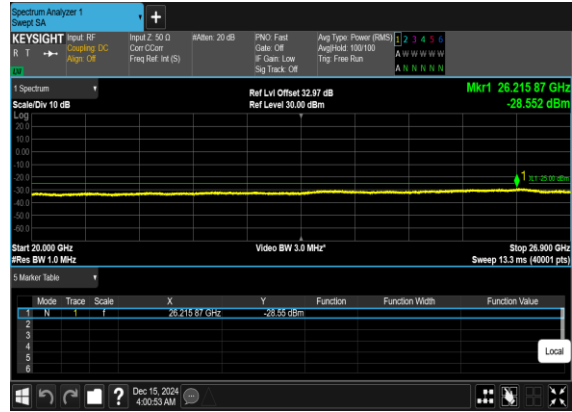 Spectrum Analyzer 1
Swept SA
+
KEYSIGHT Input: RF Input Z: 50 Ω #Atten: 20 dB PNO: Fast Avg Type: Power (RMS) 1 2 3 4 5 6
R T Coupling: DC Corr CCorr Gate: Off Avg|Hold: 100/100 A W W W W W
Align: Off Freq Ref: Int (S) IF Gain: Low Trig: Free Run
LXI Sig Track: Off A N N N N N
1 Spectrum Ref Lvl Offset 32.97 dB Mkr1 26.215 87 GHz
Scale/Div 10 dB Ref Level 30.00 dBm -28.552 dBm
Log
20.0
10.0
0.00
-10.0
1
-20.0 DL1 -25.00 dBm
-30.0
-40.0
-50.0
-60.0
Start 20.000 GHz Video BW 3.0 MHz* Stop 26.900 GHz
#Res BW 1.0 MHz Sweep 13.3 ms (40001 pts)
5 Marker Table
Mode Trace Scale X Y Function Function Width Function Value
1 N 1 f 26.215 87 GHz -28.55 dBm
2
3
4
5
6
Local
? Dec 15, 2024
4:00:53 AM